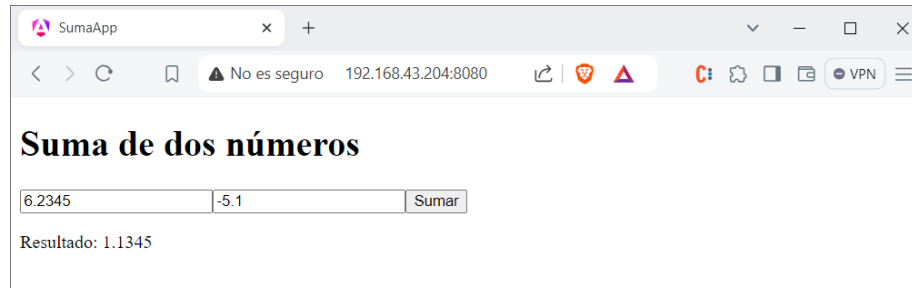 SumaApp
No es seguro 192.168.43.204:8080
VPN
Suma de dos números
6.2345 -5.1 Sumar
Resultado: 1.1345